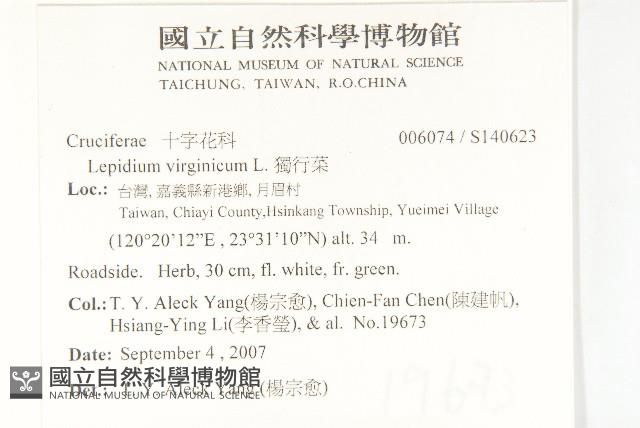 國立自然科學博物館
NATIONAL MUSEUM OF NATURAL SCIENCE
TAICHUNG, TAIWAN, R.O.CHINA
Cruciferae 十字花科 006074 / S140623
Lepidium virginicum L. 獨行菜
Loc.: 台灣, 嘉義縣新港鄉, 月眉村
Taiwan, Chiayi County,Hsinkang Township, Yueimei Village
(120°20'12"E , 23°31'10"N) alt. 34 m.
Roadside. Herb, 30 cm, fl. white, fr. green.
Col.: T. Y. Aleck Yang(楊宗愈), Chien-Fan Chen(陳建帆),
Hsiang-Ying Li(李香瑩), & al. No.19673
Date: September 4 , 2007
Det.: T. Y. Aleck Yang (楊宗愈)
國立自然科學博物館
NATIONAL MUSEUM OF NATURAL SCIENCE